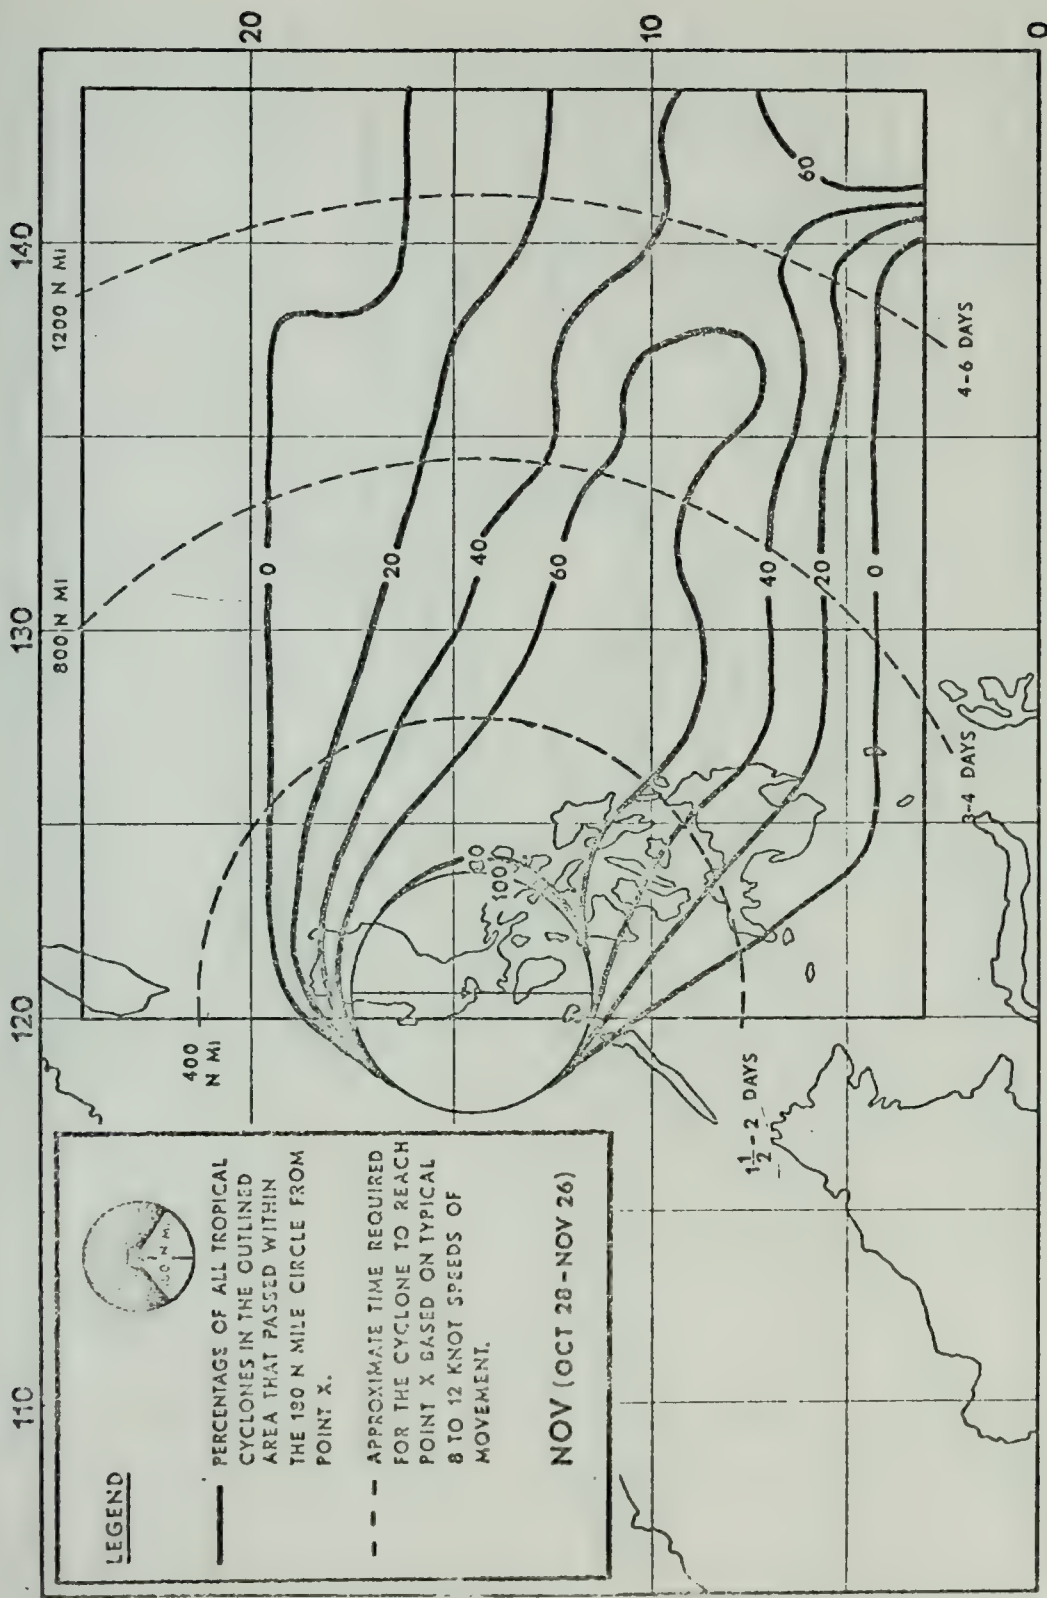 110
120
130
140
20
10
0
400
N MI
800 N MI
1200 N MI
LEGEND
PERCENTAGE OF ALL TROPICAL
CYCLONES IN THE OUTLINED
AREA THAT PASSED WITHIN
THE 180 N MILE CIRCLE FROM
POINT X.
APPROXIMATE TIME REQUIRED
FOR THE CYCLONE TO REACH
POINT X BASED ON TYPICAL
8 TO 12 KNOT SPEEDS OF
MOVEMENT.
NOV (OCT 28-NOV 26)
0
20
40
60
100
40
20
0
60
1½-2 DAYS
3-4 DAYS
4-6 DAYS